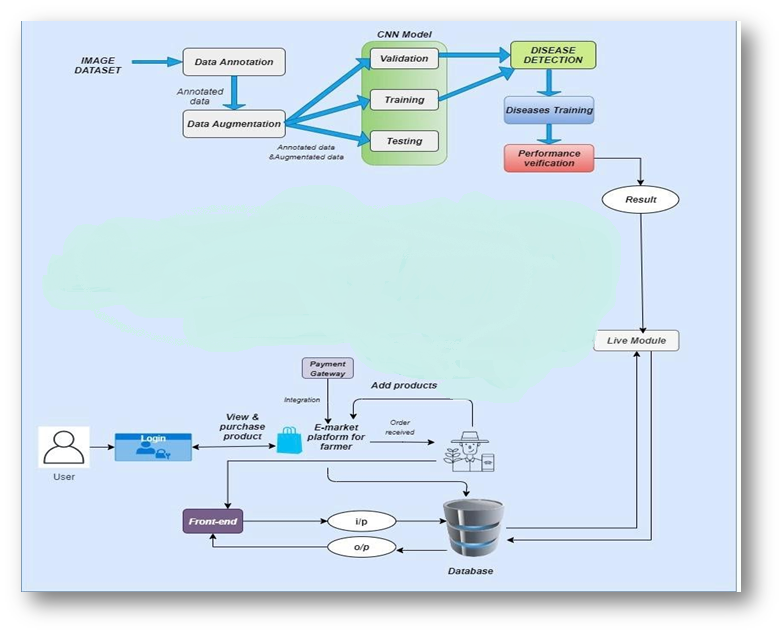 CNN Model
IMAGE
DATASET
Data Annotation
Validation
DISEASE
DETECTION
Annotated
data
Training
Diseases Training
Data Augmentation
Testing
Annotated data
&Augmentated data
Performance
veification
Result
Live Module
Payment
Gateway
Integration
Add products
View &
purchase
product
E-market
platform for
farmer
Order
received
Login
User
Front-end
i/p
o/p
Database